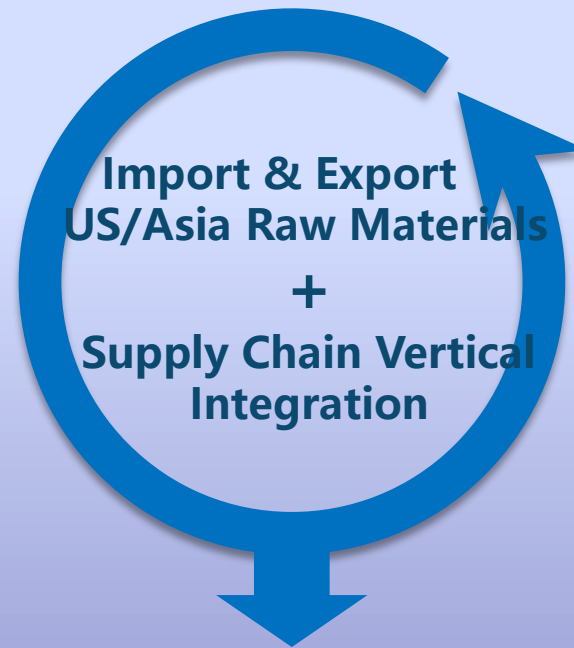 Import & Export
US/Asia Raw Materials
+
Supply Chain Vertical
Integration